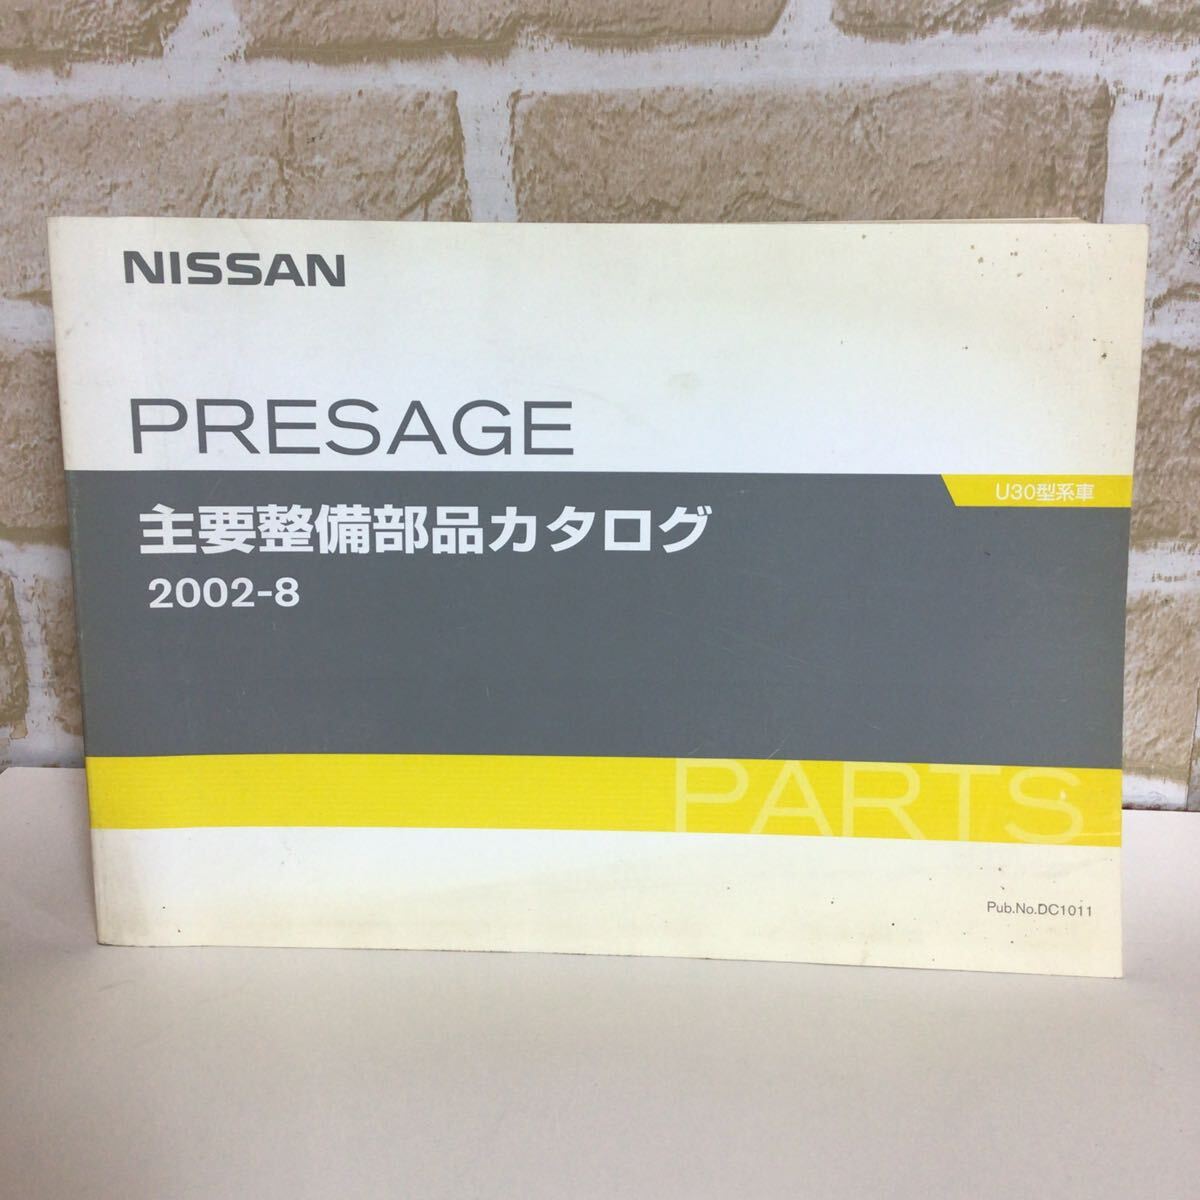 NISSAN
PRESAGE
U30型系車
主要整備部品カタログ
2002-8
PARTS
Pub.No.DC1011